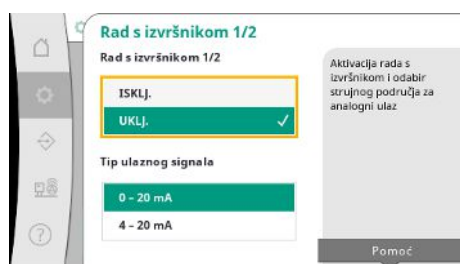 Rad s izvršnikom 1/2
Rad s izvršnikom 1/2
ISKLJ.
UKLJ.
Tip ulaznog signala
0 – 20 mA
4 – 20 mA
Aktivacija rada s
izvršnikom i odabir
strujnog područja za
analogni ulaz
Pomoć